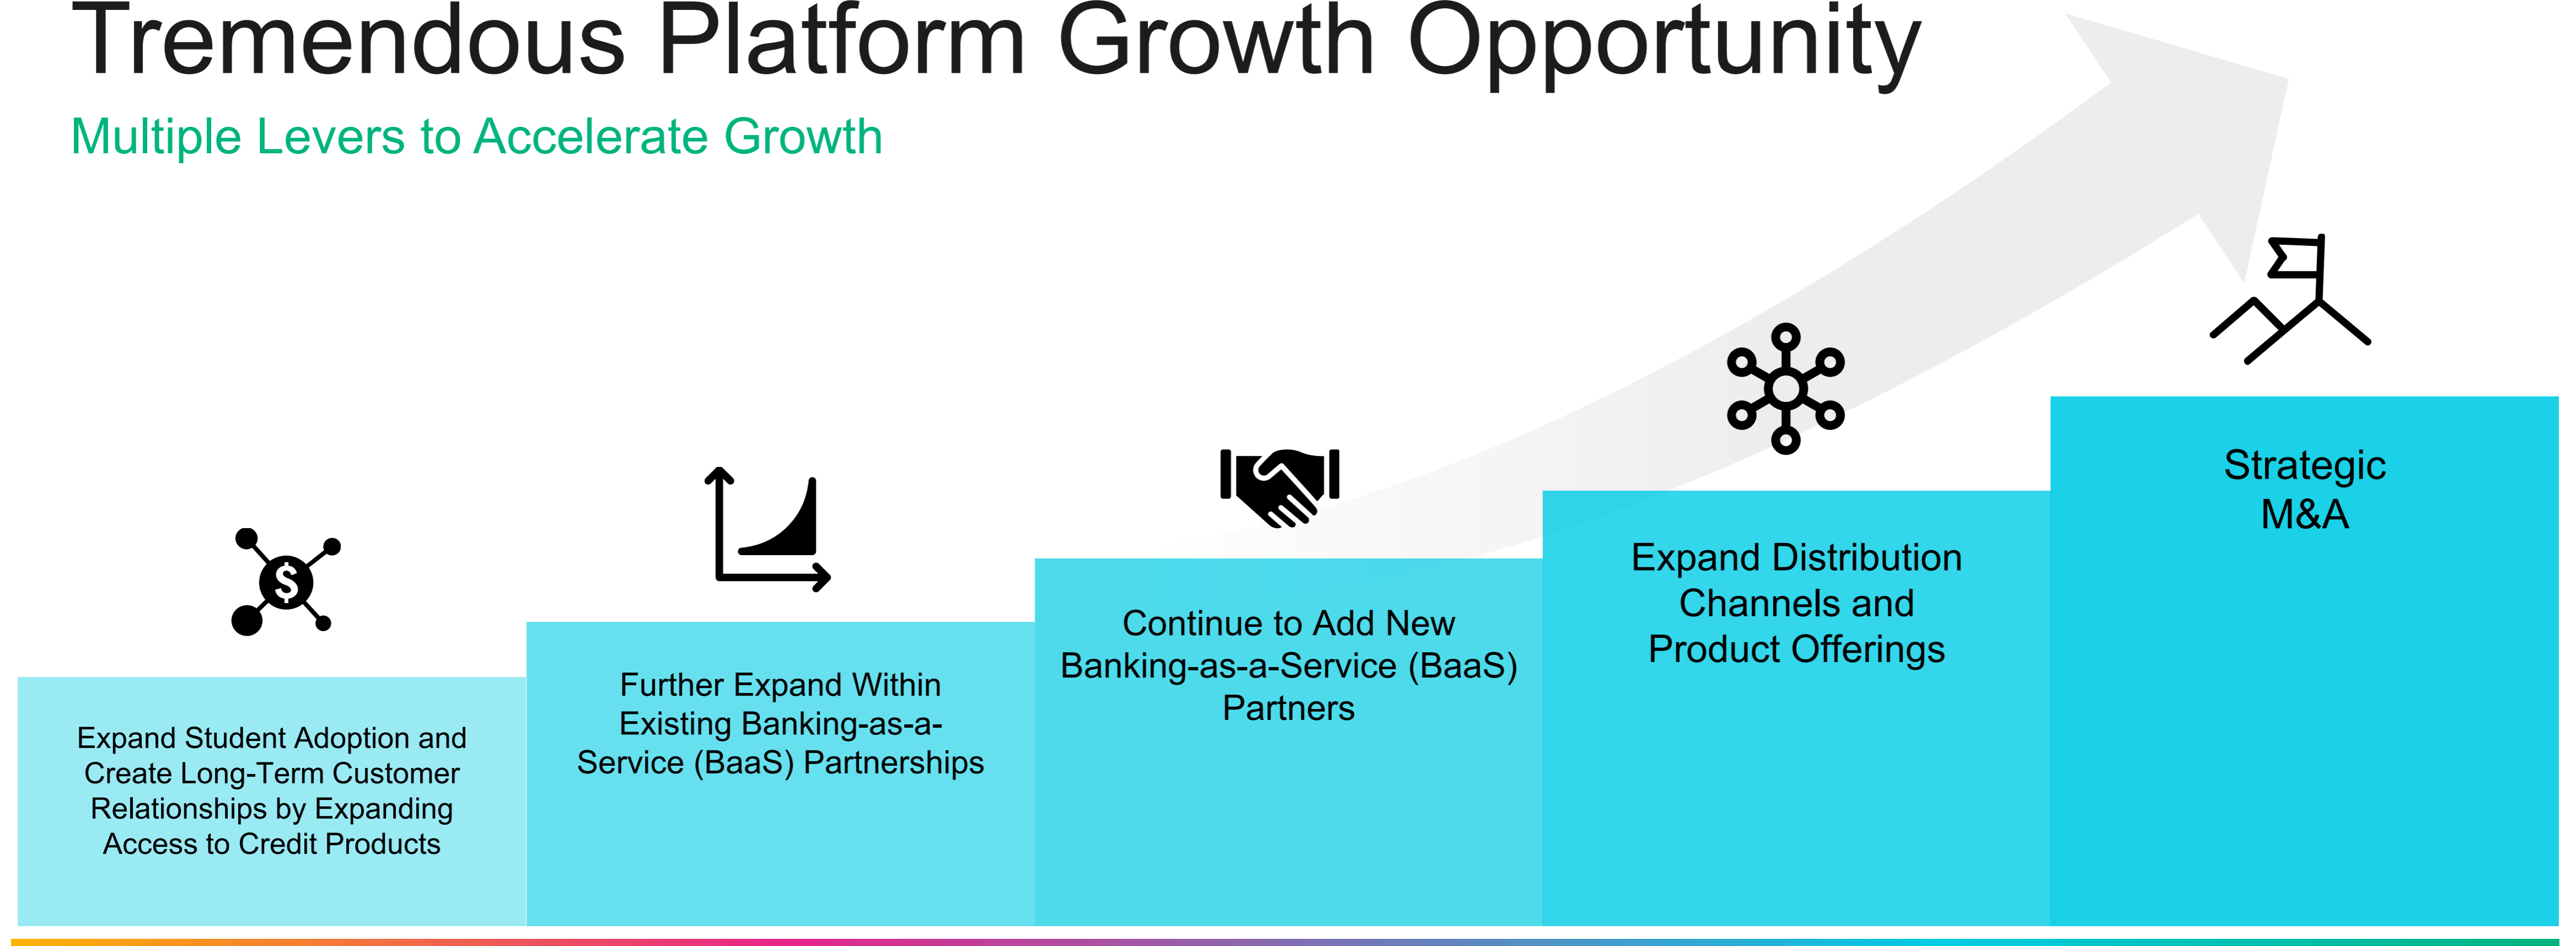 Tremendous Platform Growth Opportunity
Multiple Levers to Accelerate Growth
$
Expand Student Adoption and
Create Long-Term Customer
Relationships by Expanding
Access to Credit Products
Further Expand Within
Existing Banking-as-a-
Service (BaaS) Partnerships
Continue to Add New
Banking-as-a-Service (BaaS)
Partners
Expand Distribution
Channels and
Product Offerings
Strategic
M&A